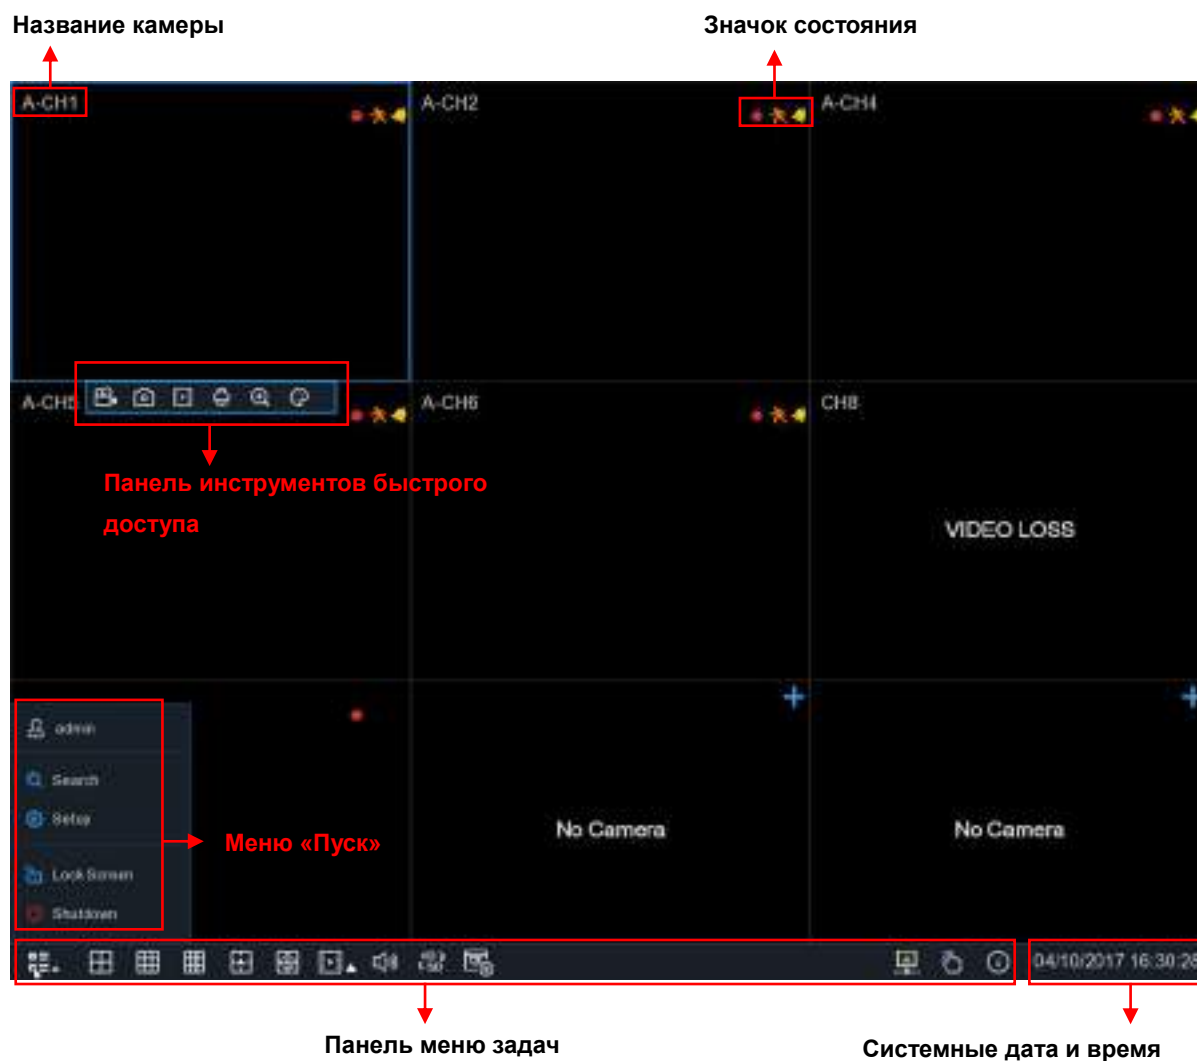 Название камеры
Значок состояния
A-CH1
A-CH2
A-CH4
A-CH5
A-CH6
CH8
Панель инструментов быстрого
доступа
VIDEO LOSS
admin
Search
Setup
Меню «Пуск»
No Camera
No Camera
Lock Screen
Shutdown
04/10/2017 16:30:28
Панель меню задач
Системные дата и время